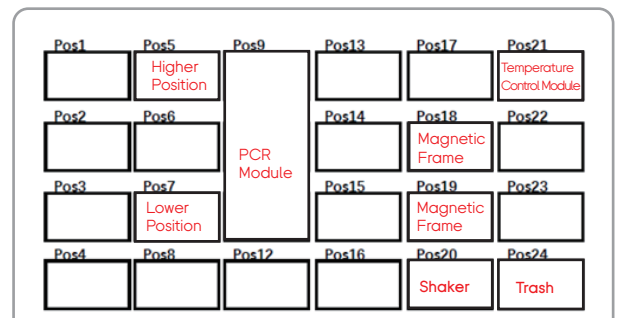 Pos1 Pos5 Pos9 Pos13 Pos17 Pos21
Higher
Position
Temperature
Control Module
Pos2 Pos6 Pos14 Pos18 Pos22
PCR
Module
Magnetic
Frame
Pos3 Pos7 Pos15 Pos19 Pos23
Lower
Position
Magnetic
Frame
Pos4 Pos8 Pos12 Pos16 Pos20 Pos24
Shaker
Trash